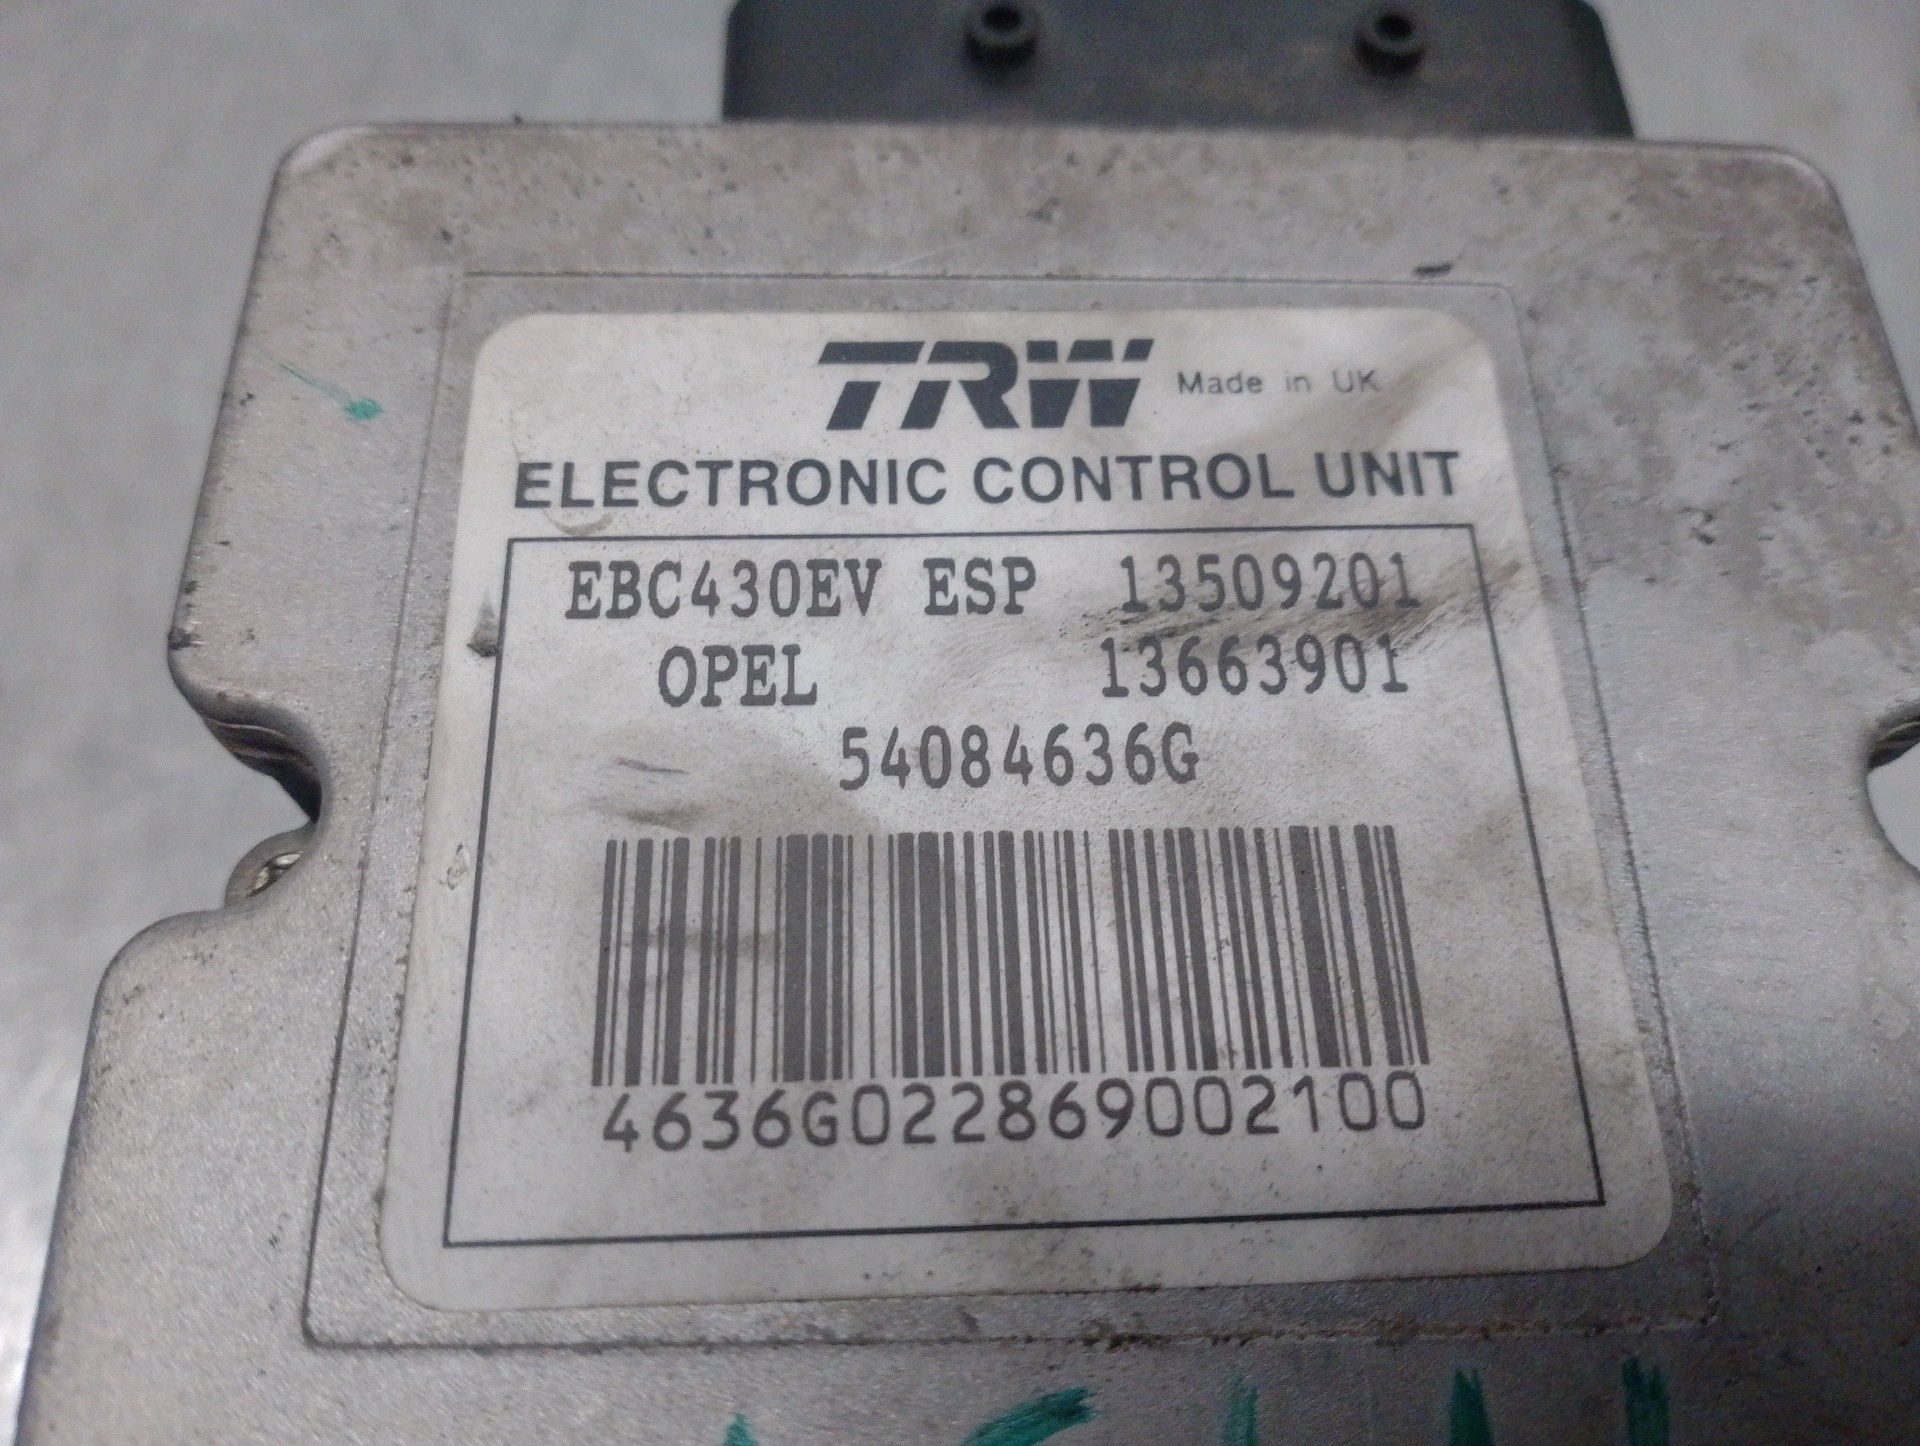 TRW Made in UK
ELECTRONIC CONTROL UNIT
EBC430EV ESP 13509201
OPEL 13663901
54084636G
4636G022869002100